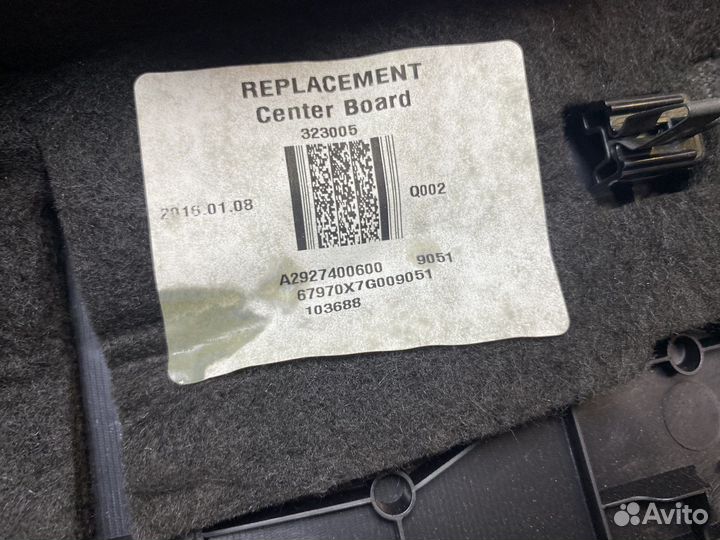 REPLACEMENT
Center Board
323005
2016.01.08
Q002
A2927400600 9051
67970X7G009051
103688
Avito